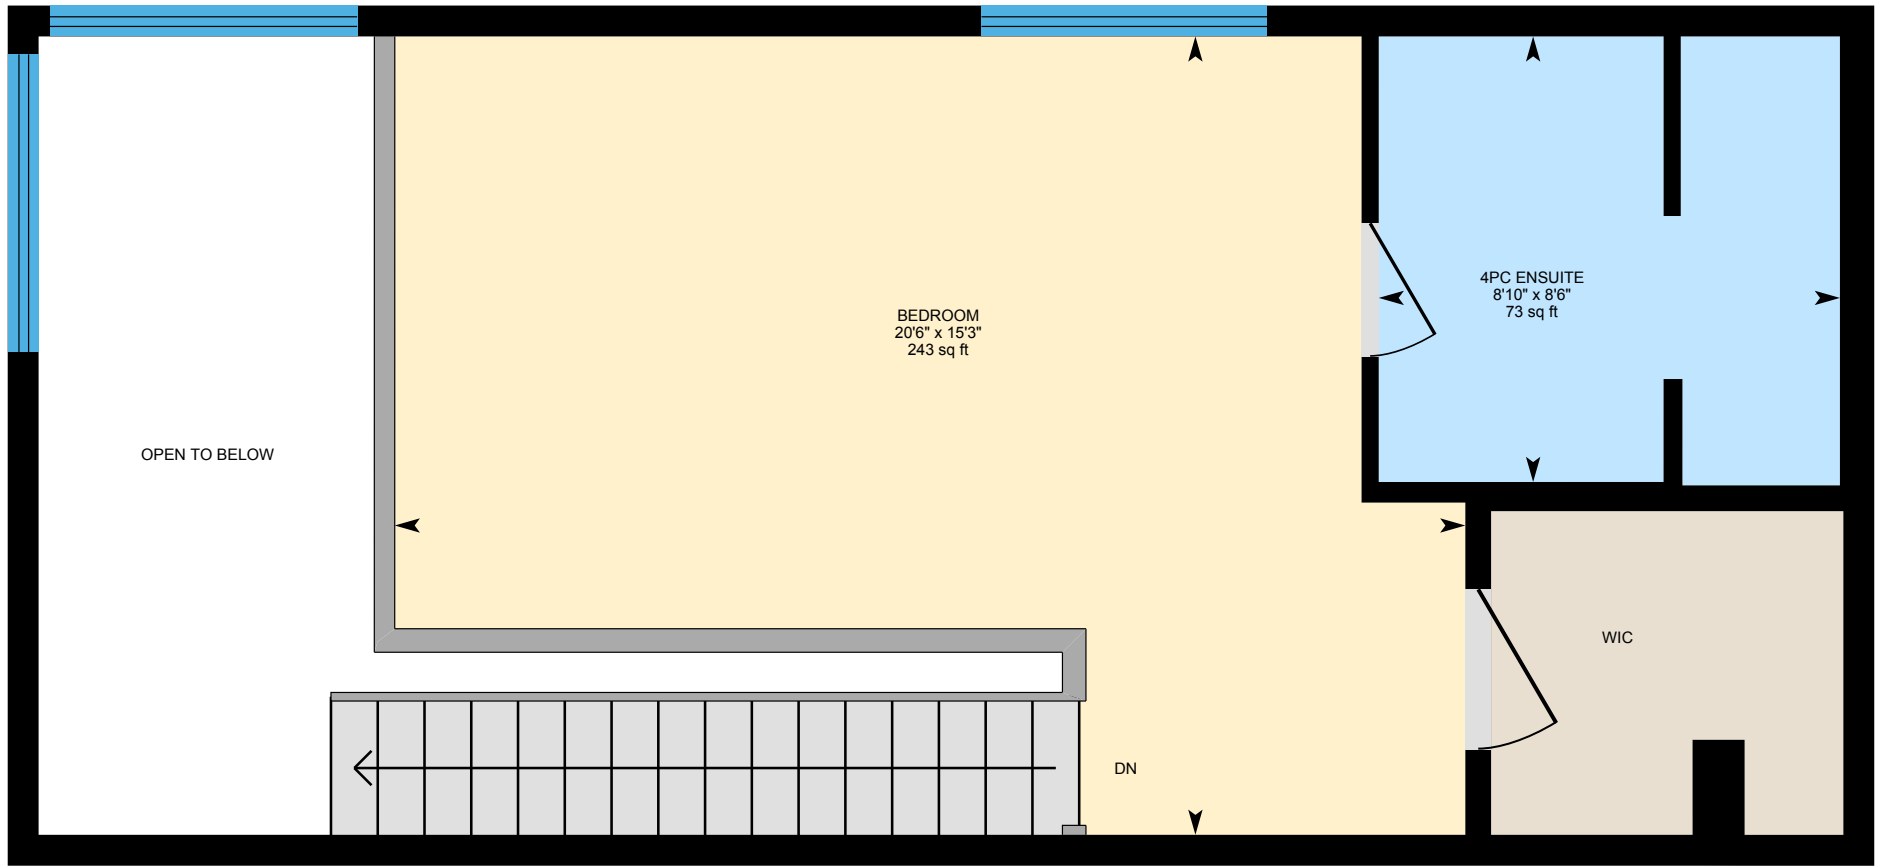 4PC ENSUITE
8'10" x 8'6"
73 sq ft
BEDROOM
20'6" x 15'3"
243 sq ft
OPEN TO BELOW
WIC
DN